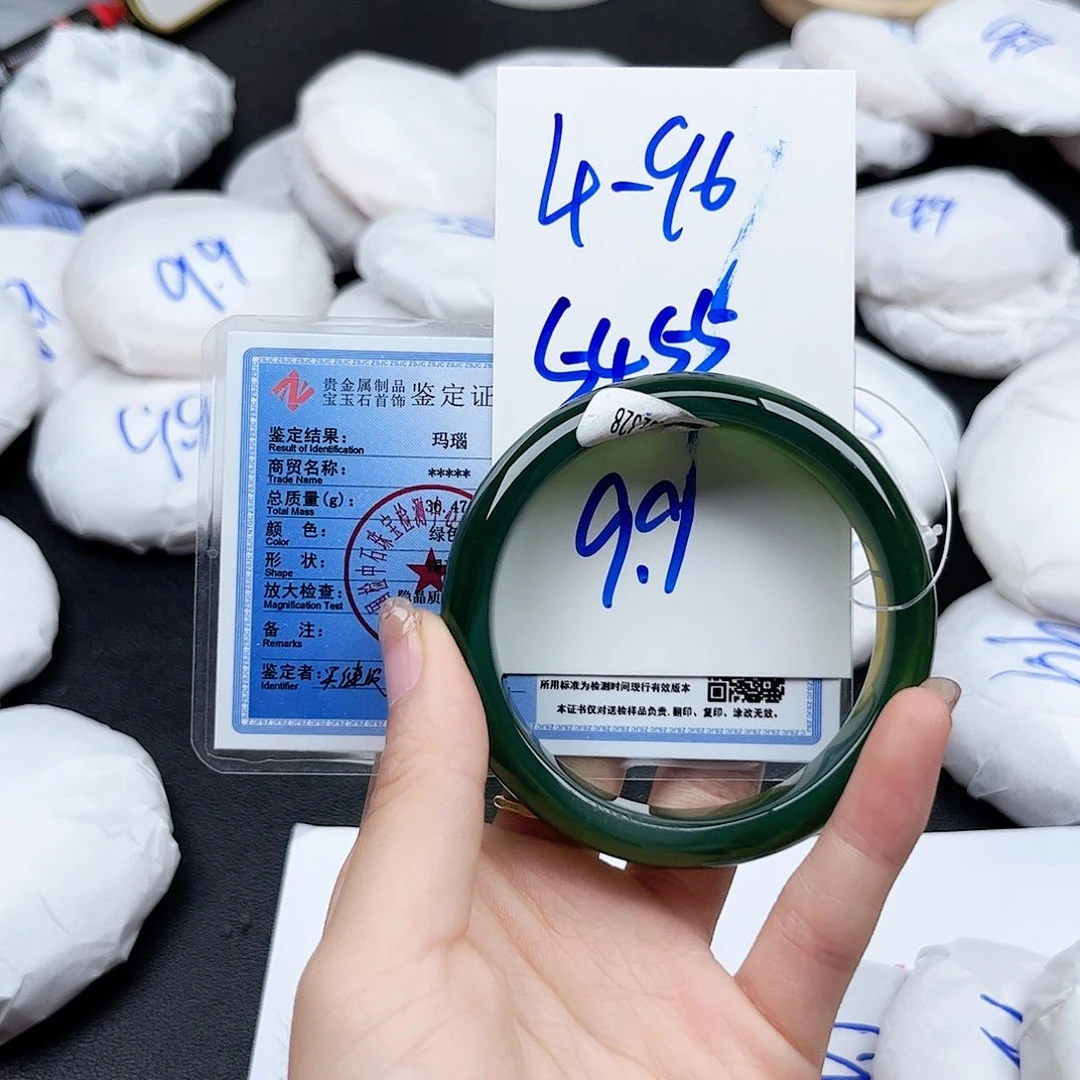 4-96
54-55
9.9
贵金属制品
宝玉石首饰 鉴定证
鉴定结果: 玛瑙
Result of Identification
商贸名称: *****
Trade Name
总质量(g): 36.47
Total Mass
颜 色: 绿色
Color
形 状:
Shape
放大检查: 隐晶质
Magnification Test
备 注:
Remarks
鉴定者:
Identifier
所用标准为检测时间现行有效版本
本证书仅对送检样品负责,翻印、复印、涂改无效。
9.9
9.9